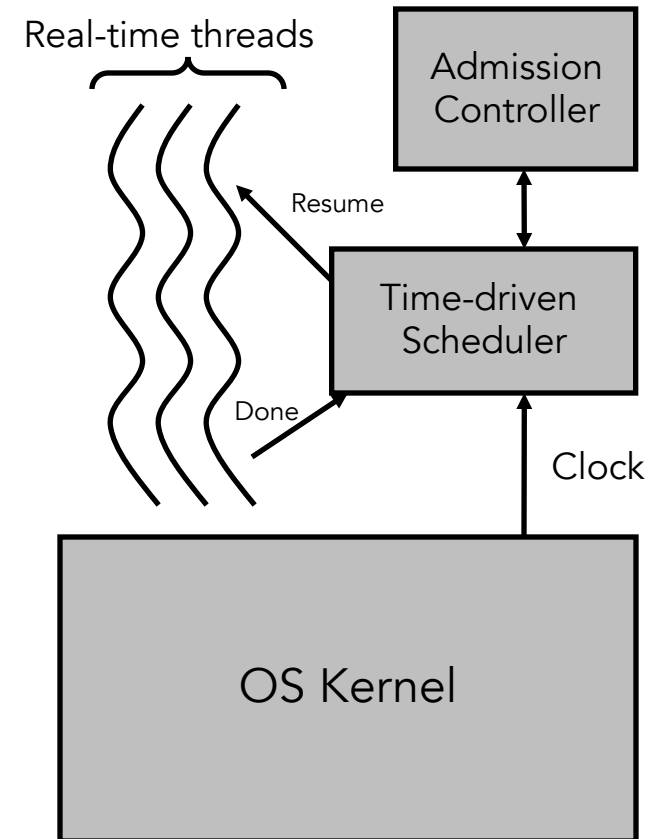 Real-time threads
Admission
Controller
Resume
Time-driven
Scheduler
Done
Clock
OS Kernel